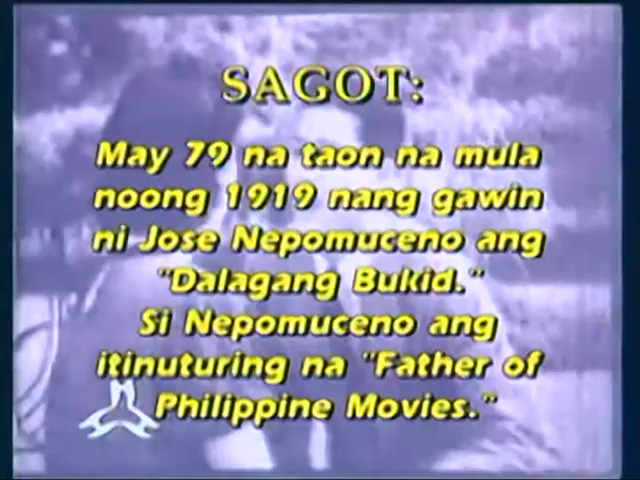 SAGOT:
May 79 na taon na mula
noong 1919 nang gawin
ni Jose Nepomuceno ang
"Dalagang Bukid."
Si Nepomuceno ang
itinuturing na "Father of
Philippine Movies."